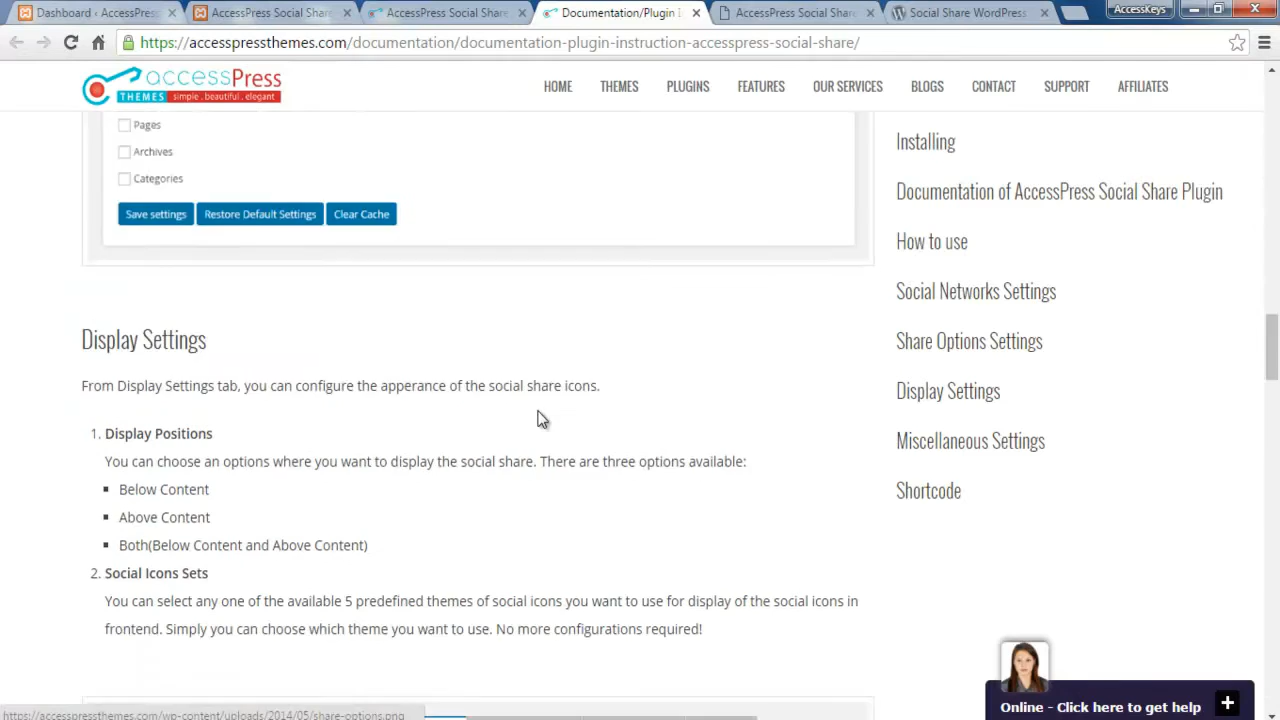 Dashboard ‹ AccessPres
AccessPress Social Shar
AccessPress Social Shar
Documentation/Plugin i
AccessPress Social Shar
Social Share WordPress
AccessKeys
https://accesspressthemes.com/documentation/documentation-plugin-instruction-accesspress-social-share/
accessPress
THEMES simple . beautiful . elegant
HOME THEMES PLUGINS FEATURES OUR SERVICES BLOGS CONTACT SUPPORT AFFILIATES
Pages
Archives
Categories
Save settings Restore Default Settings Clear Cache
Display Settings
From Display Settings tab, you can configure the apperance of the social share icons.
1. Display Positions
You can choose an options where you want to display the social share. There are three options available:
Below Content
Above Content
Both(Below Content and Above Content)
2. Social Icons Sets
You can select any one of the available 5 predefined themes of social icons you want to use for display of the social icons in
frontend. Simply you can choose which theme you want to use. No more configurations required!
Installing
Documentation of AccessPress Social Share Plugin
How to use
Social Networks Settings
Share Options Settings
Display Settings
Miscellaneous Settings
Shortcode
Online - Click here to get help
https://accesspressthemes.com/wp-content/uploads/2014/05/share-options.png